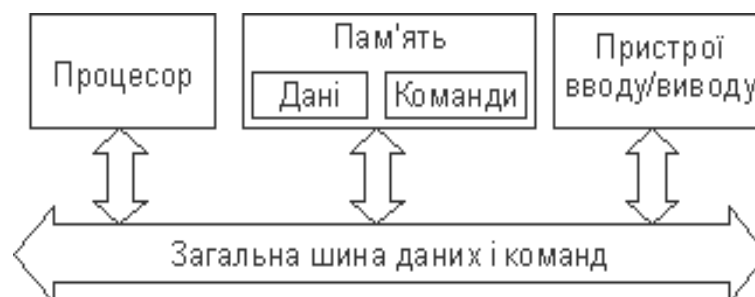 Процесор
Пам'ять
Дані
Команди
Пристрої
вводу/виводу
Загальна шина даних і команд